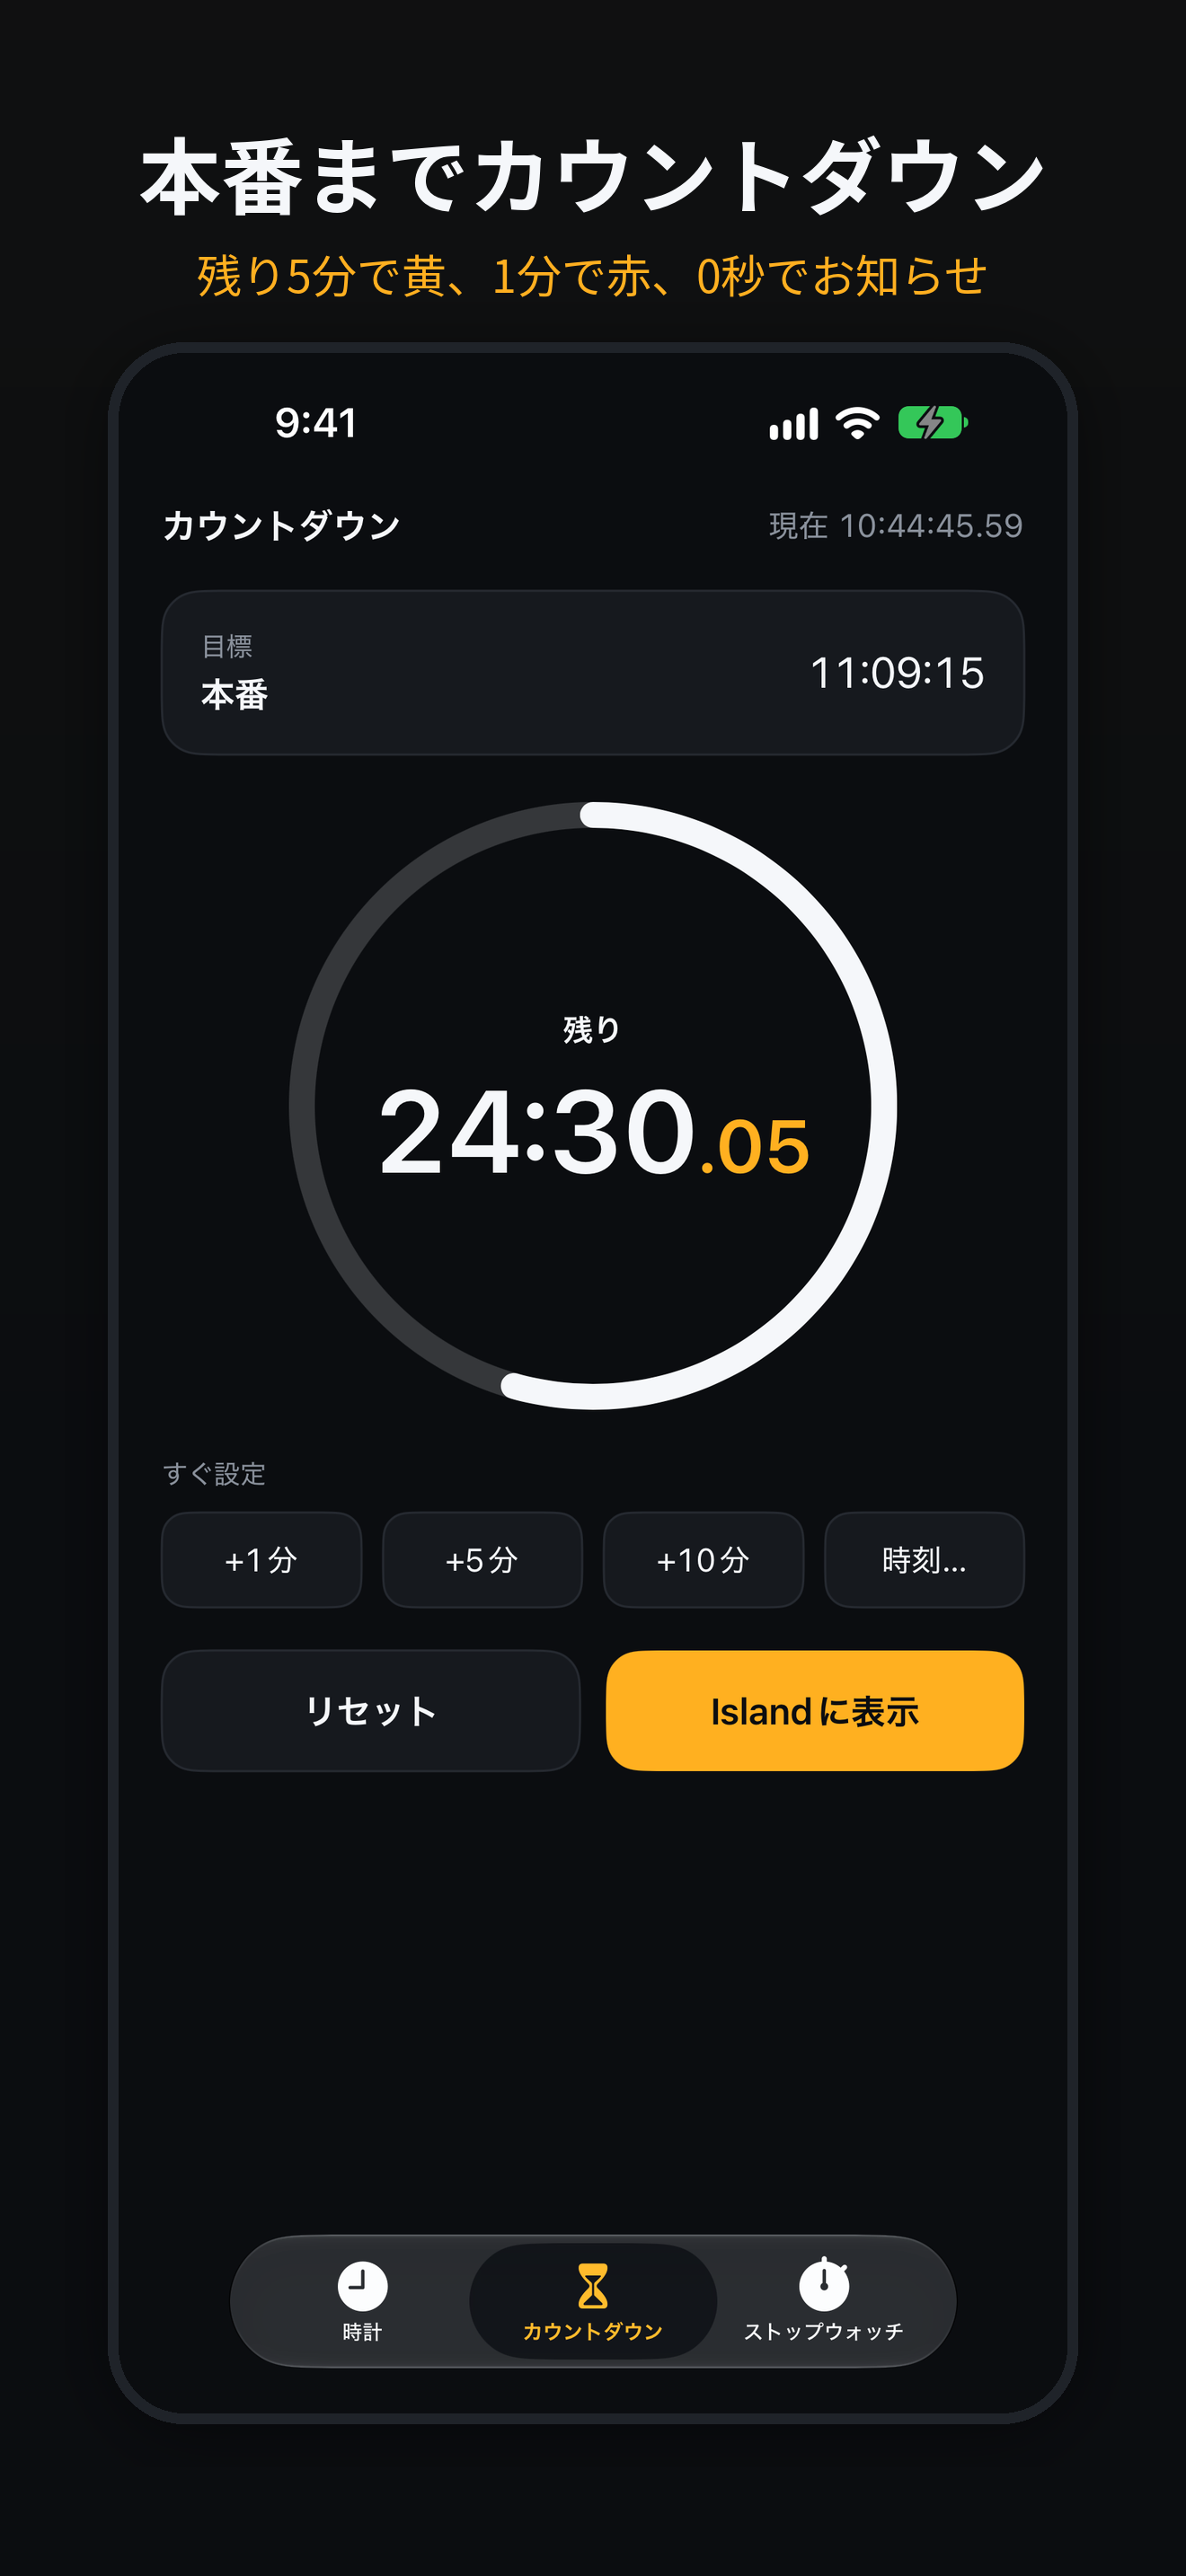 本番までカウントダウン
残り5分で黄、1分で赤、0秒でお知らせ
9:41
カウントダウン
現在 10:44:45.59
目標
本番
11:09:15
残り
24:30.05
すぐ設定
+1分
+5分
+10分
時刻...
リセット
Islandに表示
時計
カウントダウン
ストップウォッチ